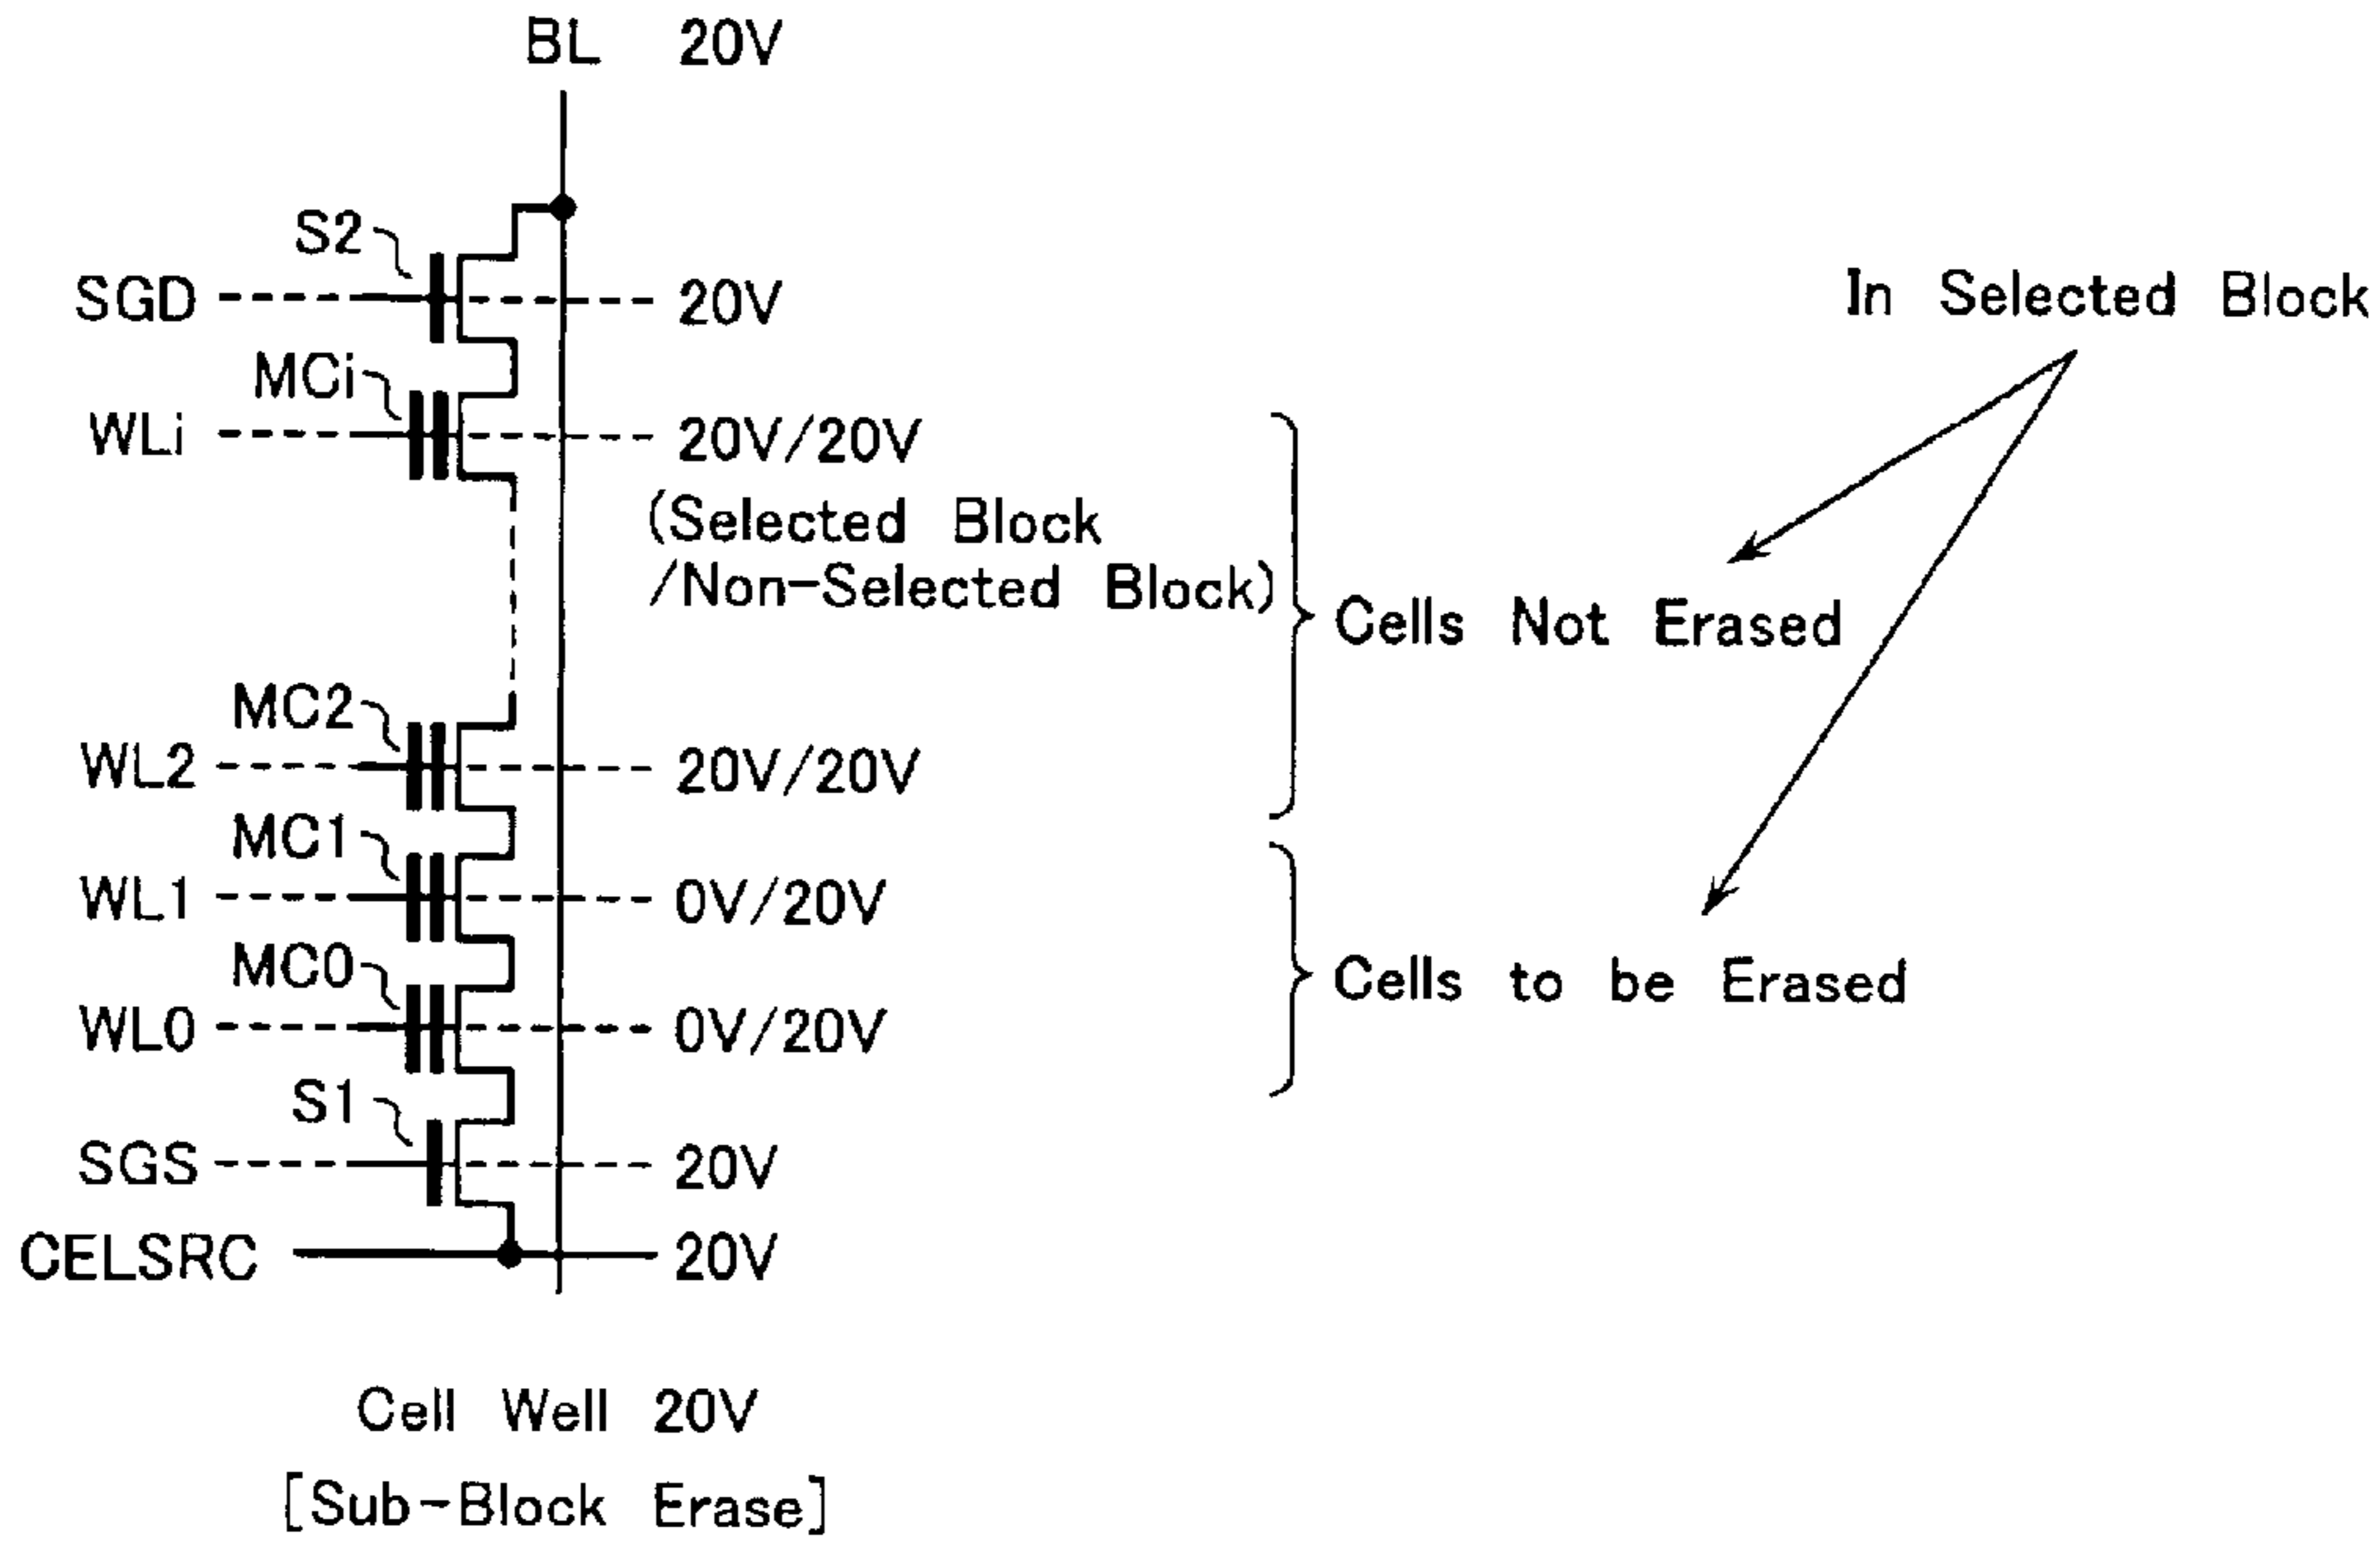 BL 20V
S2
SGD 20V
In Selected Block
MCi
WLi 20V/20V
(Selected Block
/Non-Selected Block)
Cells Not Erased
MC2
WL2 20V/20V
MC1
WL1 0V/20V
MC0
Cells to be Erased
WL0 0V/20V
S1
SGS 20V
CELSRC 20V
Cell Well 20V
[Sub-Block Erase]